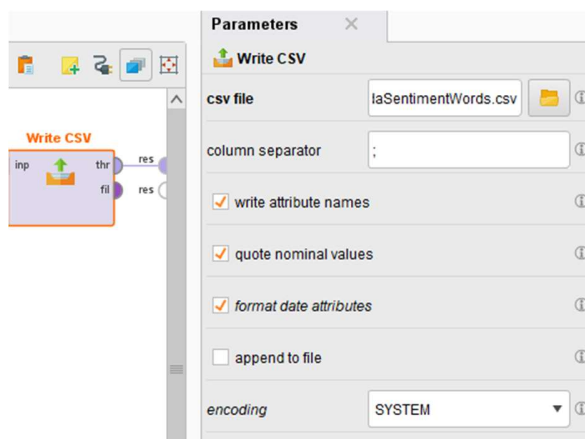 Parameters
Write CSV
csv file
laSentimentWords.csv
column separator
;
write attribute names
quote nominal values
format date attributes
append to file
encoding
SYSTEM
Write CSV
inp
thr
res
fil
res